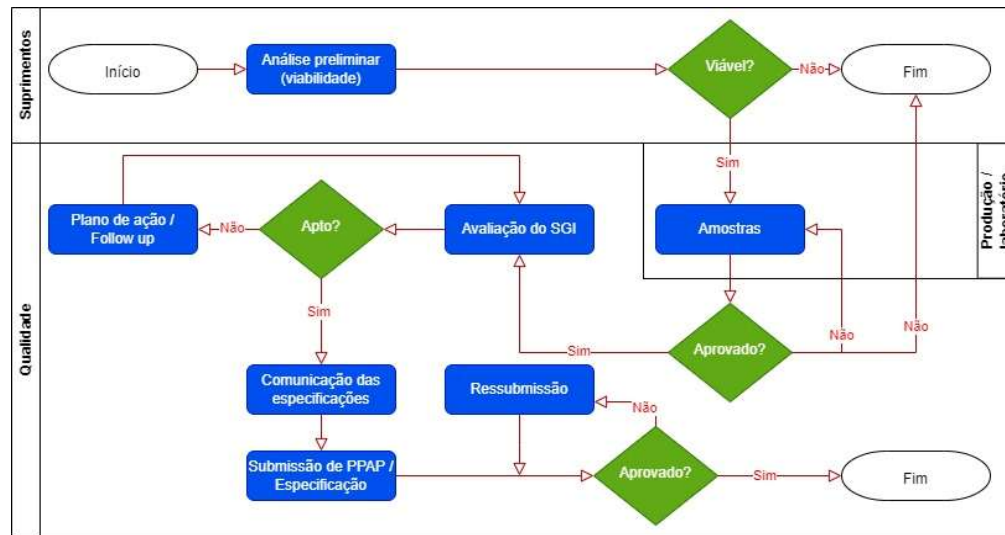 Suprimentos
Início
Análise preliminar
(viabilidade)
Viável?
Não
Fim
Sim
Qualidade
Produção /
laboratório
Plano de ação /
Follow up
Não
Apto?
Avaliação do SGI
Amostras
Sim
Sim
Aprovado?
Não
Não
Comunicação das
especificações
Ressubmissão
Não
Submissão de PPAP /
Especificação
Aprovado?
Sim
Fim